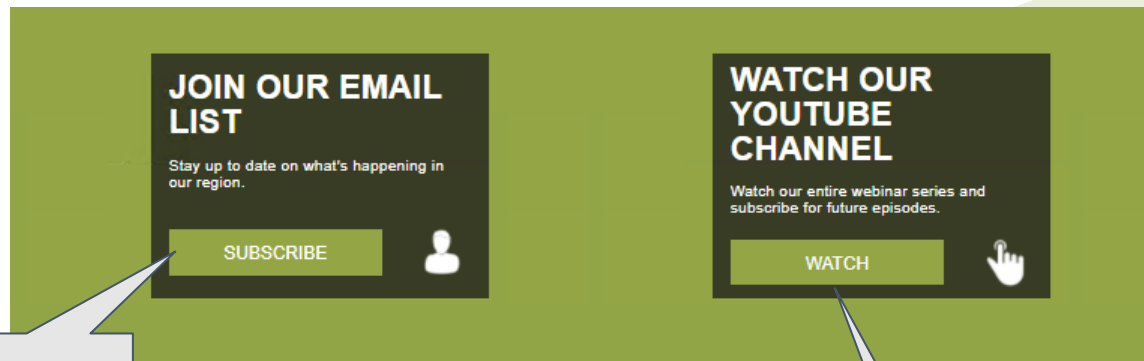 JOIN OUR EMAIL
LIST
Stay up to date on what's happening in
our region.
SUBSCRIBE
WATCH OUR
YOUTUBE
CHANNEL
Watch our entire webinar series and
subscribe for future episodes.
WATCH